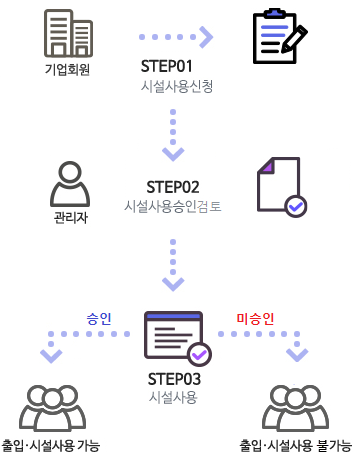 기업회원
STEP01
시설사용신청
관리자
STEP02
시설사용승인검토
승인
미승인
STEP03
시설사용
출입·시설사용 가능
출입·시설사용 불가능